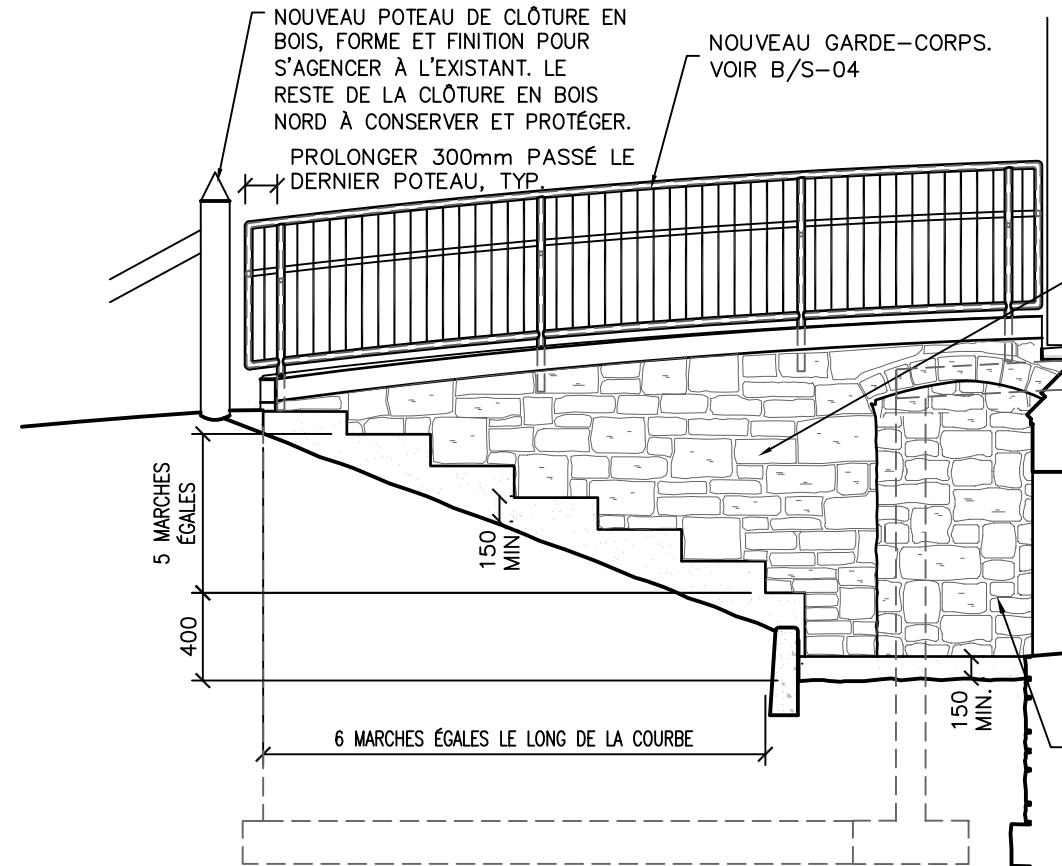 NOUVEAU POTEAU DE CLÔTURE EN
BOIS, FORME ET FINITION POUR
S'AGENCER À L'EXISTANT. LE
RESTE DE LA CLÔTURE EN BOIS
NORD À CONSERVER ET PROTÉGER.
PROLONGER 300mm PASSÉ LE
DERNIER POTEAU, TYP.
NOUVEAU GARDE-CORPS.
VOIR B/S-04
5 MARCHES
ÉGALES
150
MIN.
400
150
MIN.
6 MARCHES ÉGALES LE LONG DE LA COURBE